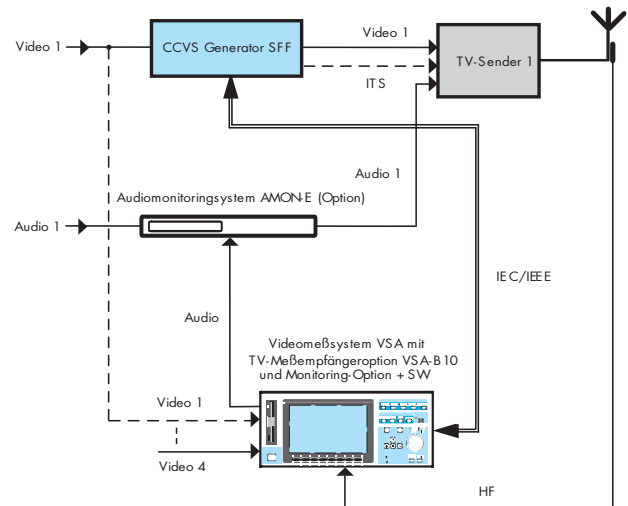 Video 1
CCVS Generator SFF
Video 1
TV-Sender 1
ITS
Audio 1
Audiomonitoringsystem AMON-E (Option)
Audio 1
IEC/IEEE
Audio
Videomeßsystem VSA mit
TV-Meßempfängeroption VSA-B10
und Monitoring-Option + SW
Video 1
Video 4
HF